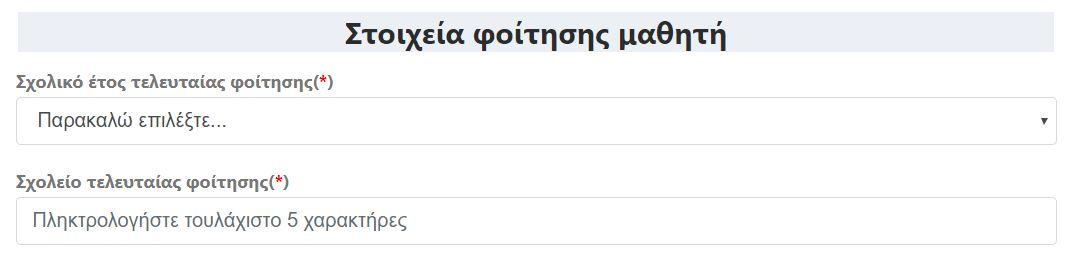 Στοιχεία φοίτησης μαθητή
Σχολικό έτος τελευταίας φοίτησης(*)
Παρακαλώ επιλέξτε...
Σχολείο τελευταίας φοίτησης(*)
Πληκτρολογήστε τουλάχιστο 5 χαρακτήρες